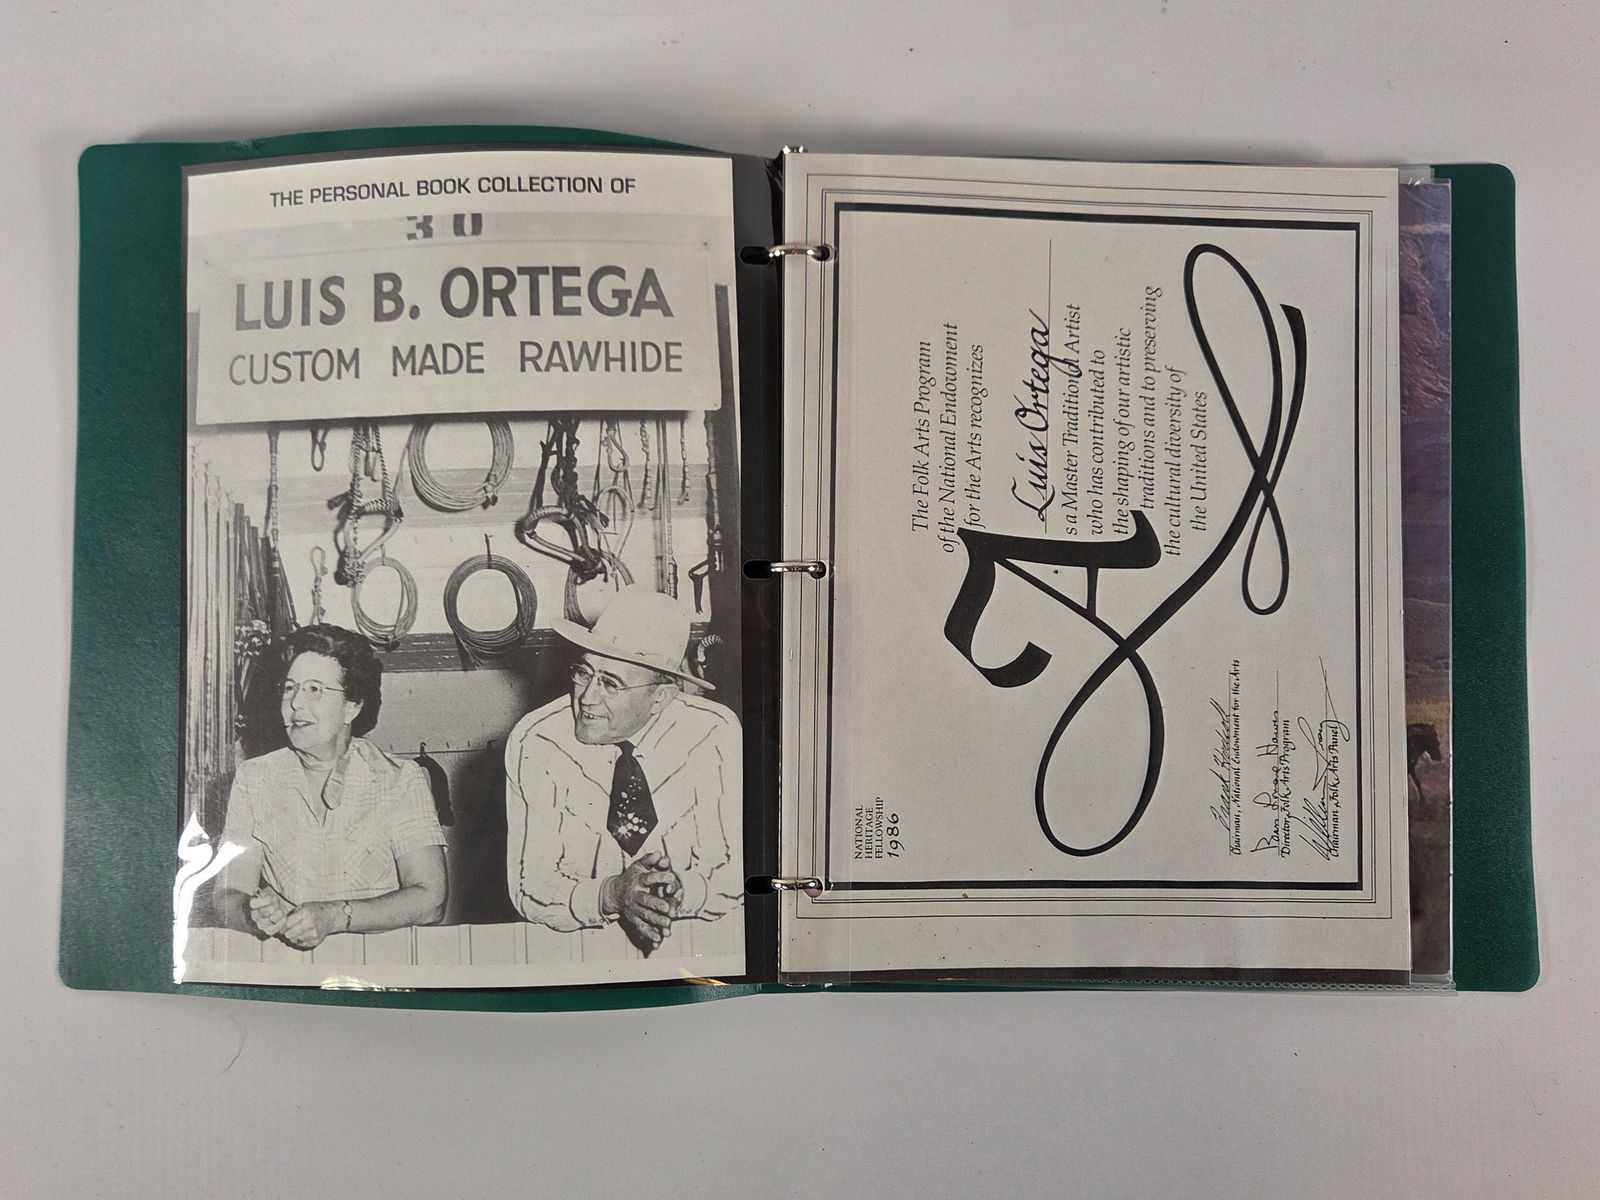 THE PERSONAL BOOK COLLECTION OF
30
LUIS B. ORTEGA
CUSTOM MADE RAWHIDE
The Folk Arts Program
of the National Endowment
for the Arts recognizes
Luis Ortega
s a Master Traditional Artist
who has contributed to
the shaping of our artistic
traditions and to preserving
the cultural diversity of
the United States
A
NATIONAL
HERITAGE
FELLOWSHIP
1986
Chairman, National Endowment for the Arts
Director, Folk Arts Program
Chairman, Folk Arts Panel